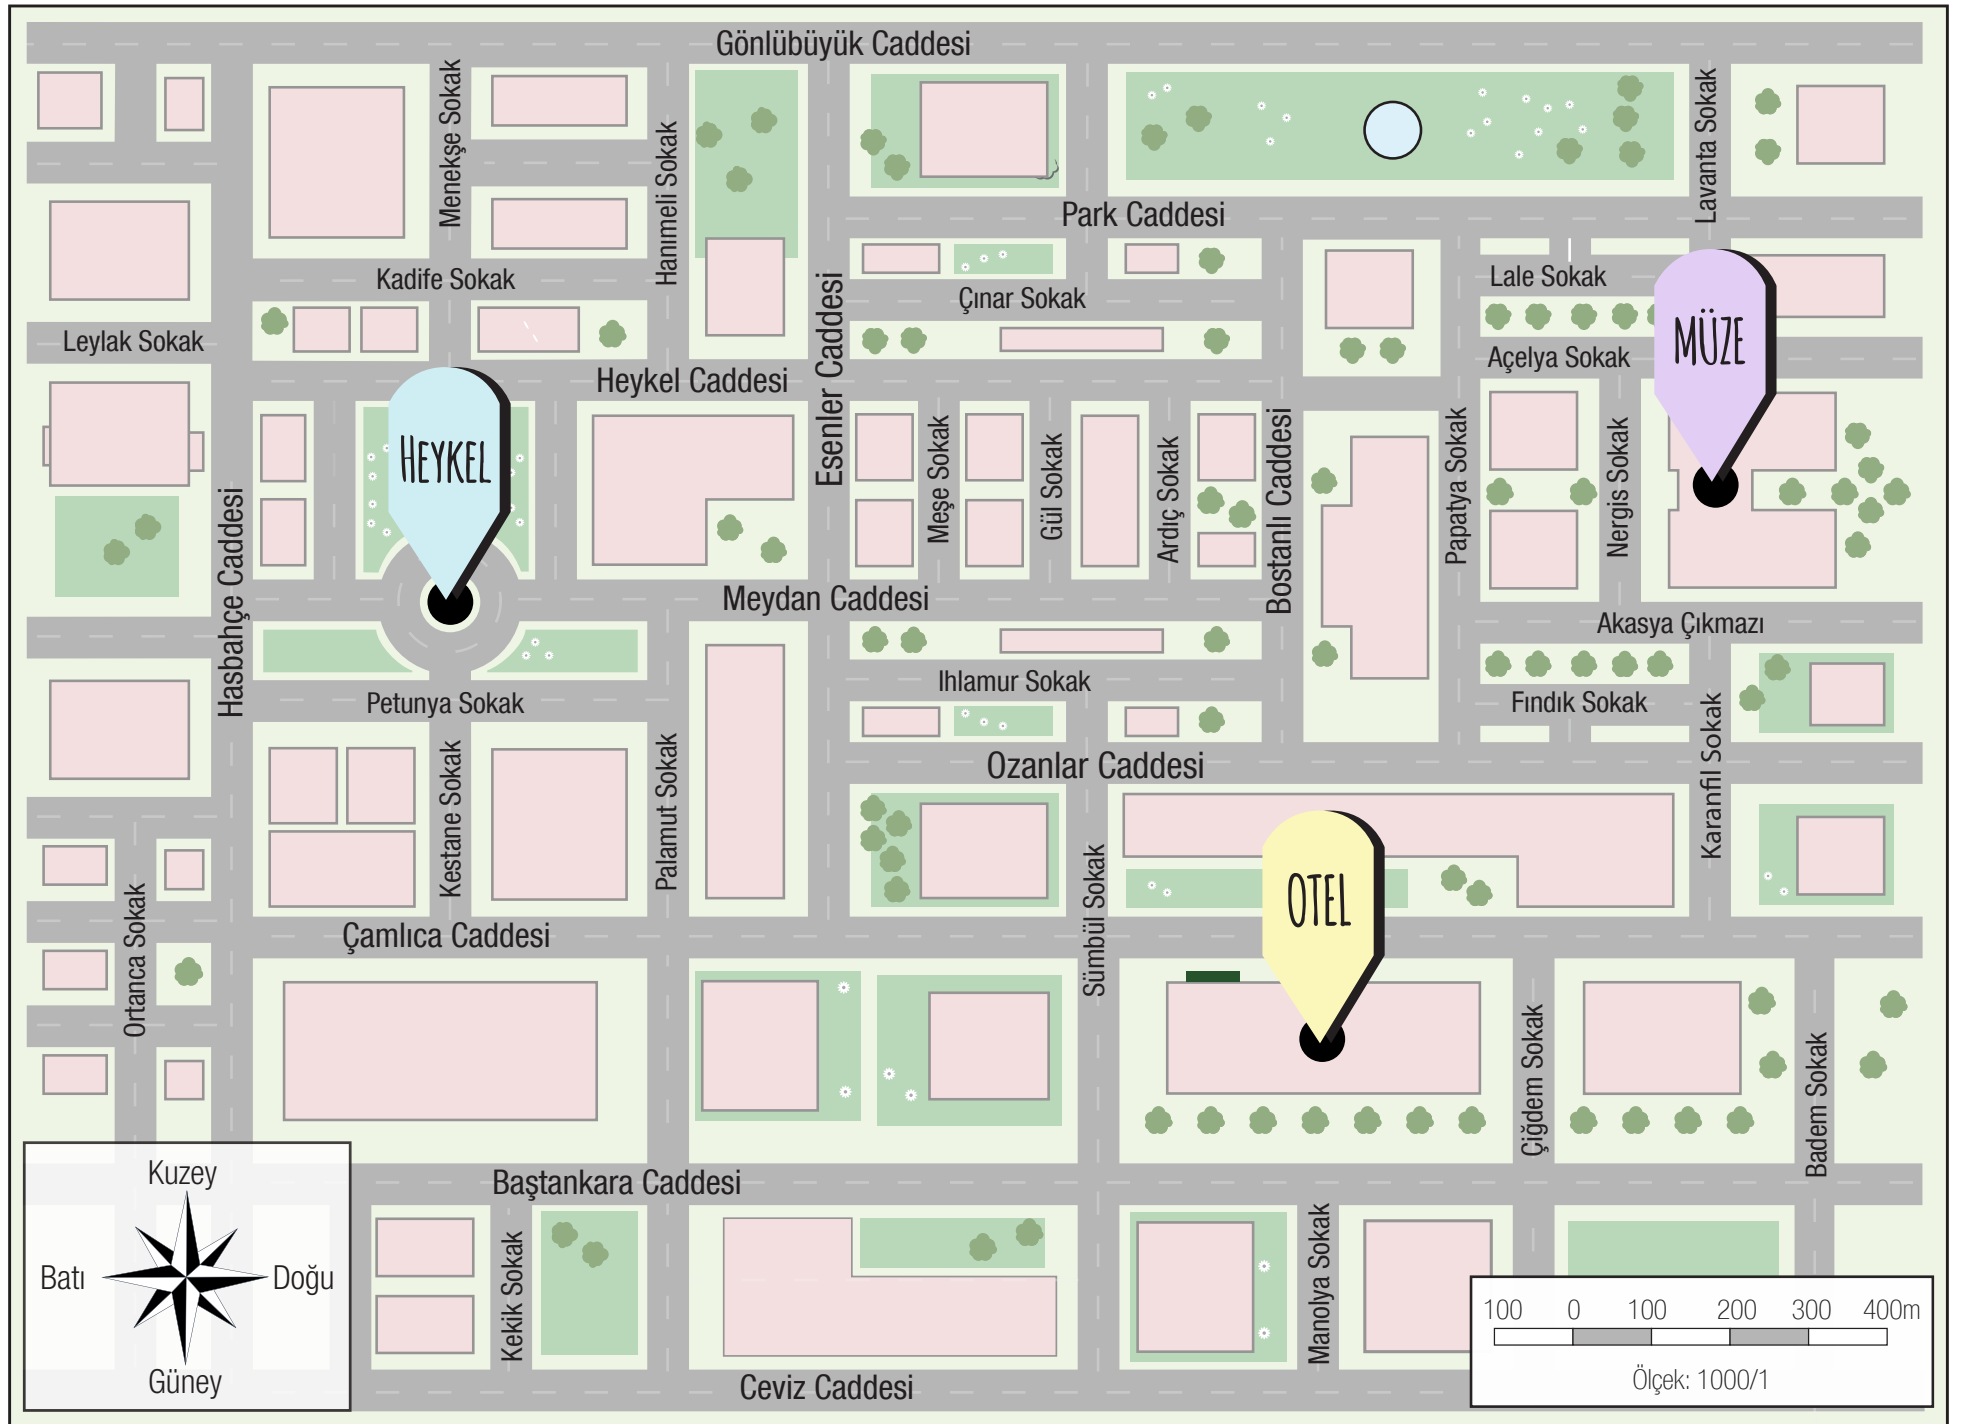 Gönlübüyük Caddesi
Menekşe Sokak
Hanımeli Sokak
Lavanta Sokak
Park Caddesi
Kadife Sokak
Lale Sokak
Çınar Sokak
Esenler Caddesi
Leylak Sokak
Açelya Sokak
MÜZE
Heykel Caddesi
HEYKEL
Meşe Sokak
Gül Sokak
Ardıç Sokak
Bostanlı Caddesi
Papatya Sokak
Nergis Sokak
Hasbahçe Caddesi
Meydan Caddesi
Akasya Çıkmazı
Ihlamur Sokak
Petunya Sokak
Fındık Sokak
Karanfil Sokak
Kestane Sokak
Palamut Sokak
Ozanlar Caddesi
Sümbül Sokak
OTEL
Ortanca Sokak
Çamlıca Caddesi
Çiğdem Sokak
Badem Sokak
Baştankara Caddesi
Kekik Sokak
Manolya Sokak
Ceviz Caddesi
Kuzey
Batı
Doğu
Güney
100 0 100 200 300 400m
Ölçek: 1000/1